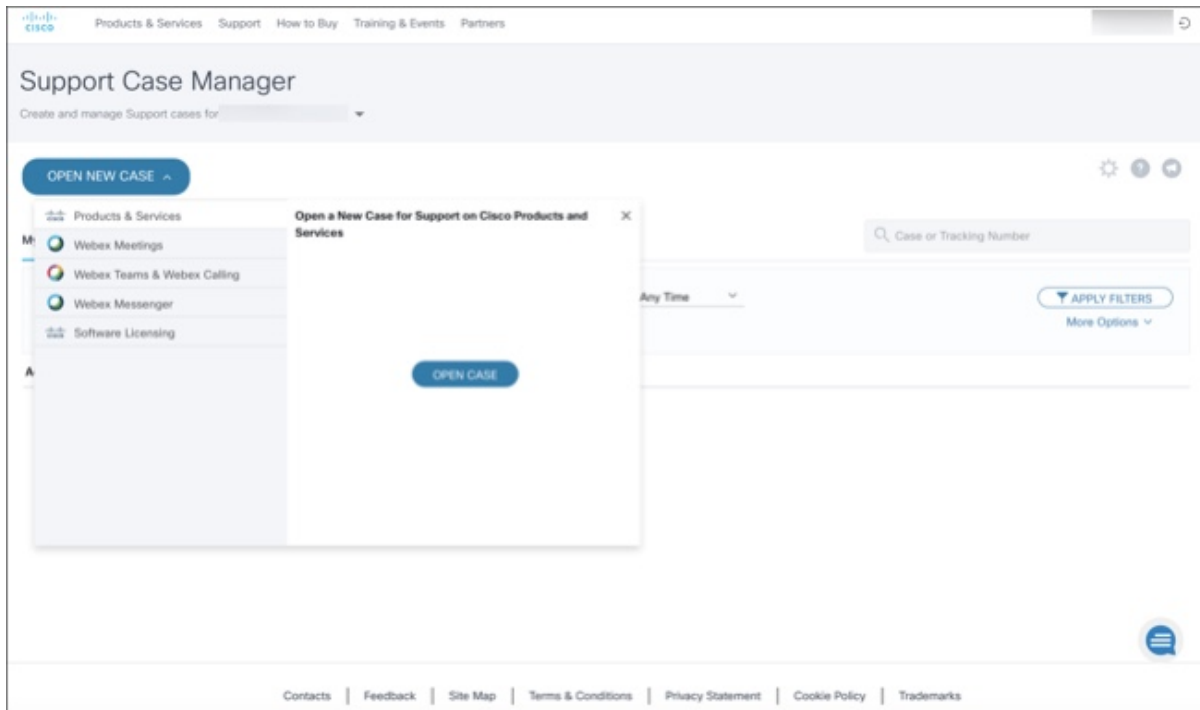 CISCO
Products & Services Support How to Buy Training & Events Partners
Support Case Manager
Create and manage Support cases for
OPEN NEW CASE
Products & Services
Webex Meetings
Webex Teams & Webex Calling
Webex Messenger
Software Licensing
Open a New Case for Support on Cisco Products and
Services
OPEN CASE
Case or Tracking Number
Any Time
APPLY FILTERS
More Options
Contacts | Feedback | Site Map | Terms & Conditions | Privacy Statement | Cookie Policy | Trademarks